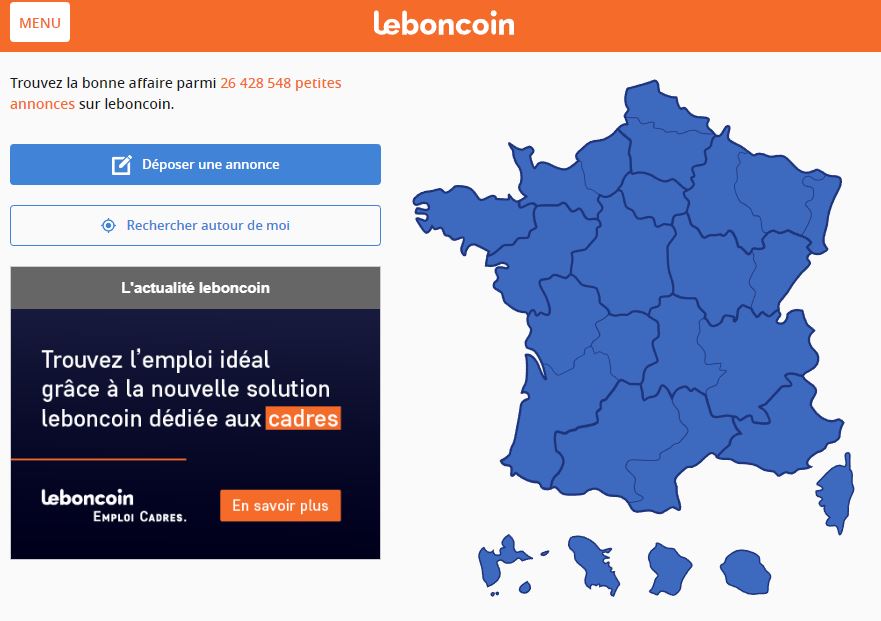 MENU
leboncoin
Trouvez la bonne affaire parmi 26 428 548 petites
annonces sur leboncoin.
Déposer une annonce
Rechercher autour de moi
L'actualité leboncoin
Trouvez l'emploi idéal
grâce à la nouvelle solution
leboncoin dédiée aux cadres
leboncoin
EMPLOI CADRES.
En savoir plus